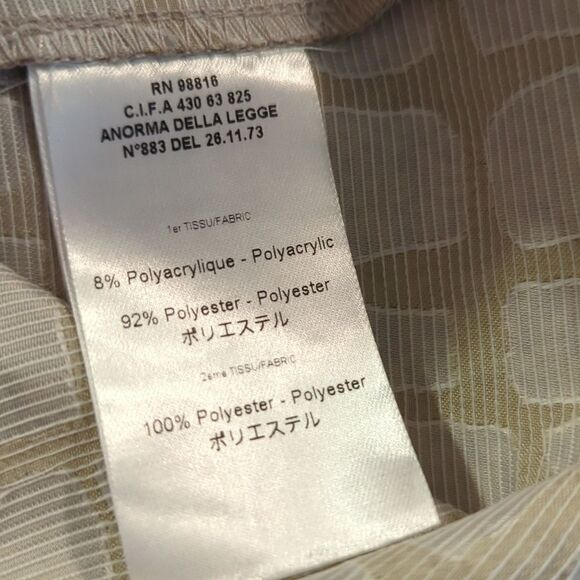 RN 98816
C.I.F.A 430 63 825
ANORMA DELLA LEGGE
N°883 DEL 26.11.73
1er TISSU/FABRIC
8% Polyacrylique - Polyacrylic
92% Polyester - Polyester
ポリエステル
2ème TISSU/FABRIC
100% Polyester - Polyester
ポリエステル